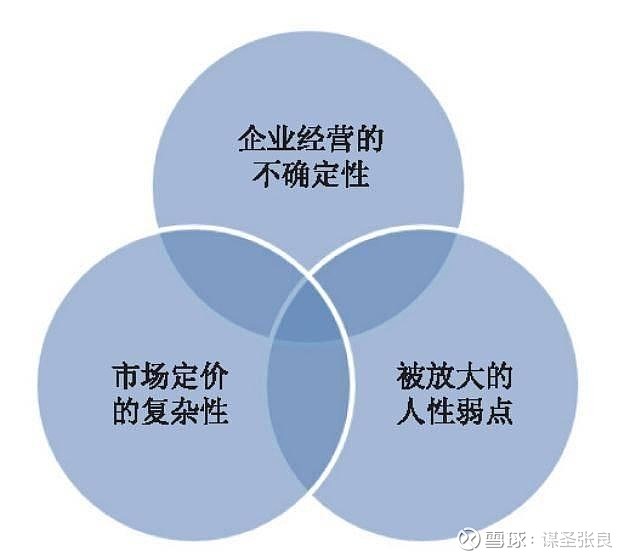 企业经营的
不确定性
市场定价
的复杂性
被放大的
人性弱点
雪球：谋圣张良